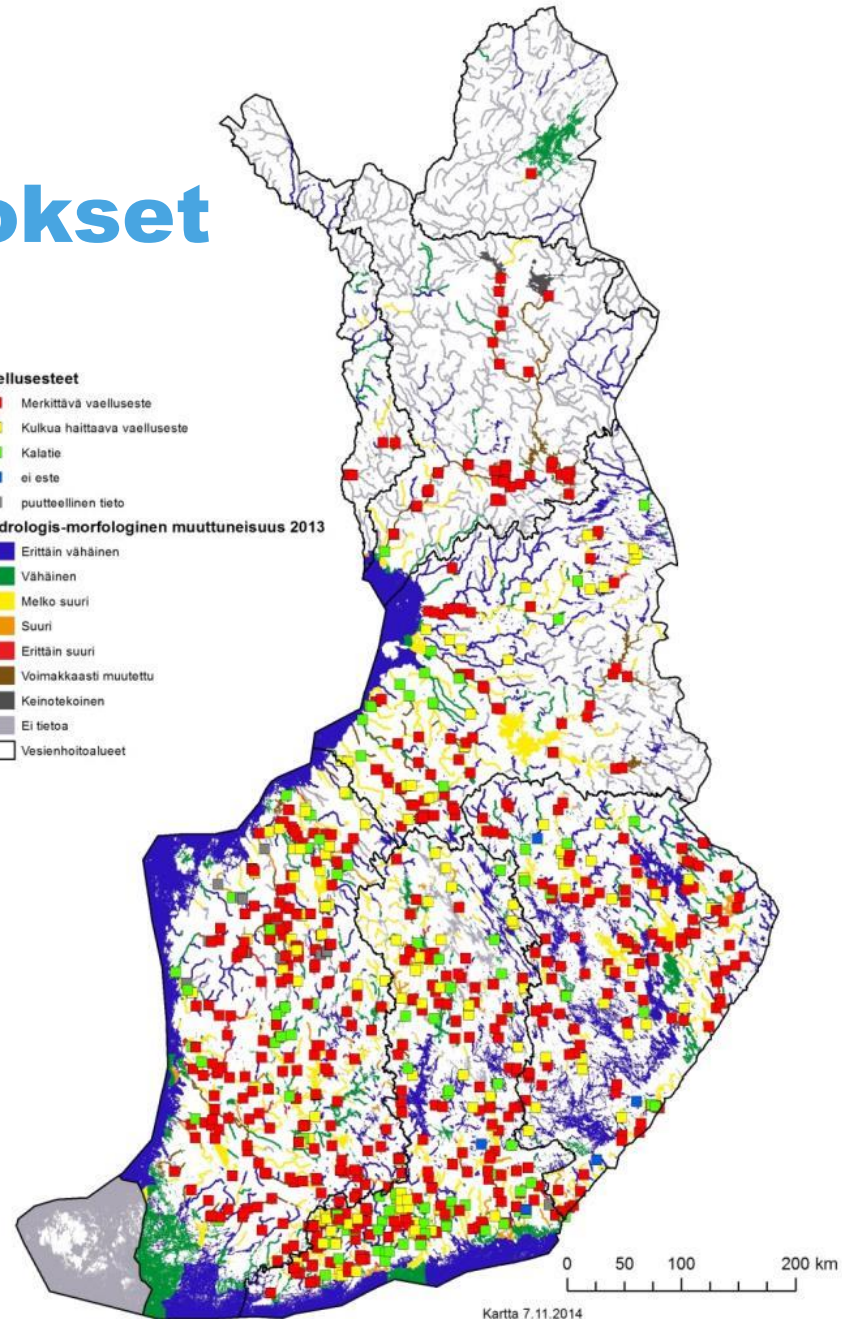 okset
ellusesteet
Merkittävä vaelluseste
Kulkua haittaava vaelluseste
Kalatie
ei este
puutteellinen tieto
drologis-morfologinen muuttuneisuus 2013
Erittäin vähäinen
Vähäinen
Melko suuri
Suuri
Erittäin suuri
Voimakkaasti muutettu
Keinotekoinen
Ei tietoa
Vesienhoitoalueet
0 50 100 200 km
Kartta 7.11.2014